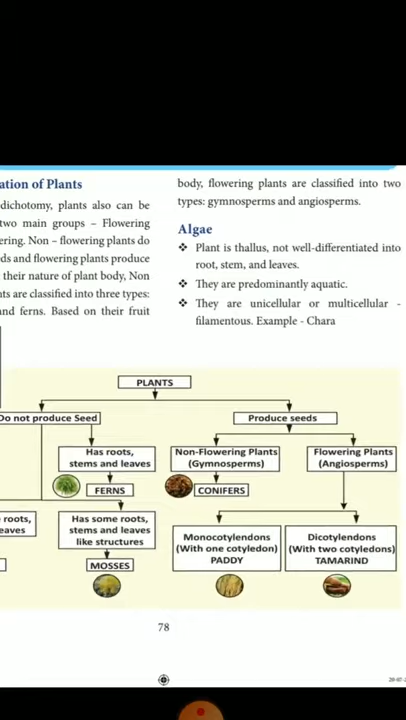 ation of Plants
dichotomy, plants also can be
two main groups – Flowering
ering. Non – flowering plants do
ds and flowering plants produce
their nature of plant body, Non
ts are classified into three types:
and ferns. Based on their fruit
body, flowering plants are classified into two
types: gymnosperms and angiosperms.
Algae
❖ Plant is thallus, not well-differentiated into
root, stem, and leaves.
❖ They are predominantly aquatic.
❖ They are unicellular or multicellular -
filamentous. Example - Chara
PLANTS
Do not produce Seed
Produce seeds
Has roots,
stems and leaves
Non-Flowering Plants
(Gymnosperms)
Flowering Plants
(Angiosperms)
FERNS
CONIFERS
roots,
eaves
Has some roots,
stems and leaves
like structures
Monocotylendons
(With one cotyledon)
PADDY
Dicotylendons
(With two cotyledons)
TAMARIND
MOSSES
78